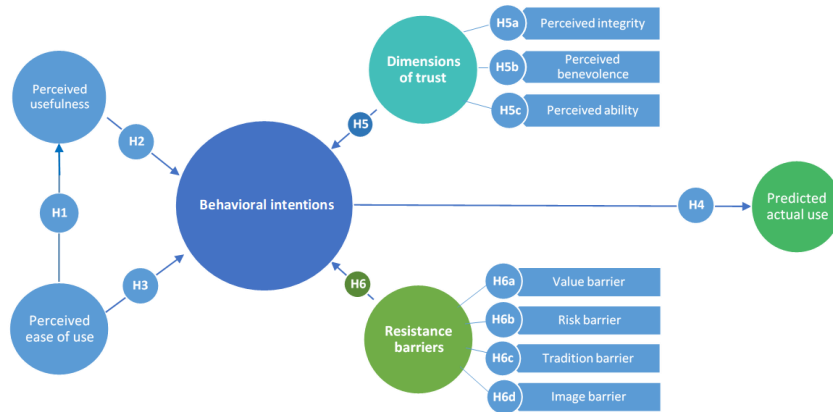 H5a
Perceived integrity
Dimensions
of trust
H5b
Perceived
benevolence
H5c
Perceived ability
Perceived
usefulness
H2
H5
H1
Behavioral intentions
H4
Predicted
actual use
H3
H6
Perceived
ease of use
Resistance
barriers
H6a
Value barrier
H6b
Risk barrier
H6c
Tradition barrier
H6d
Image barrier